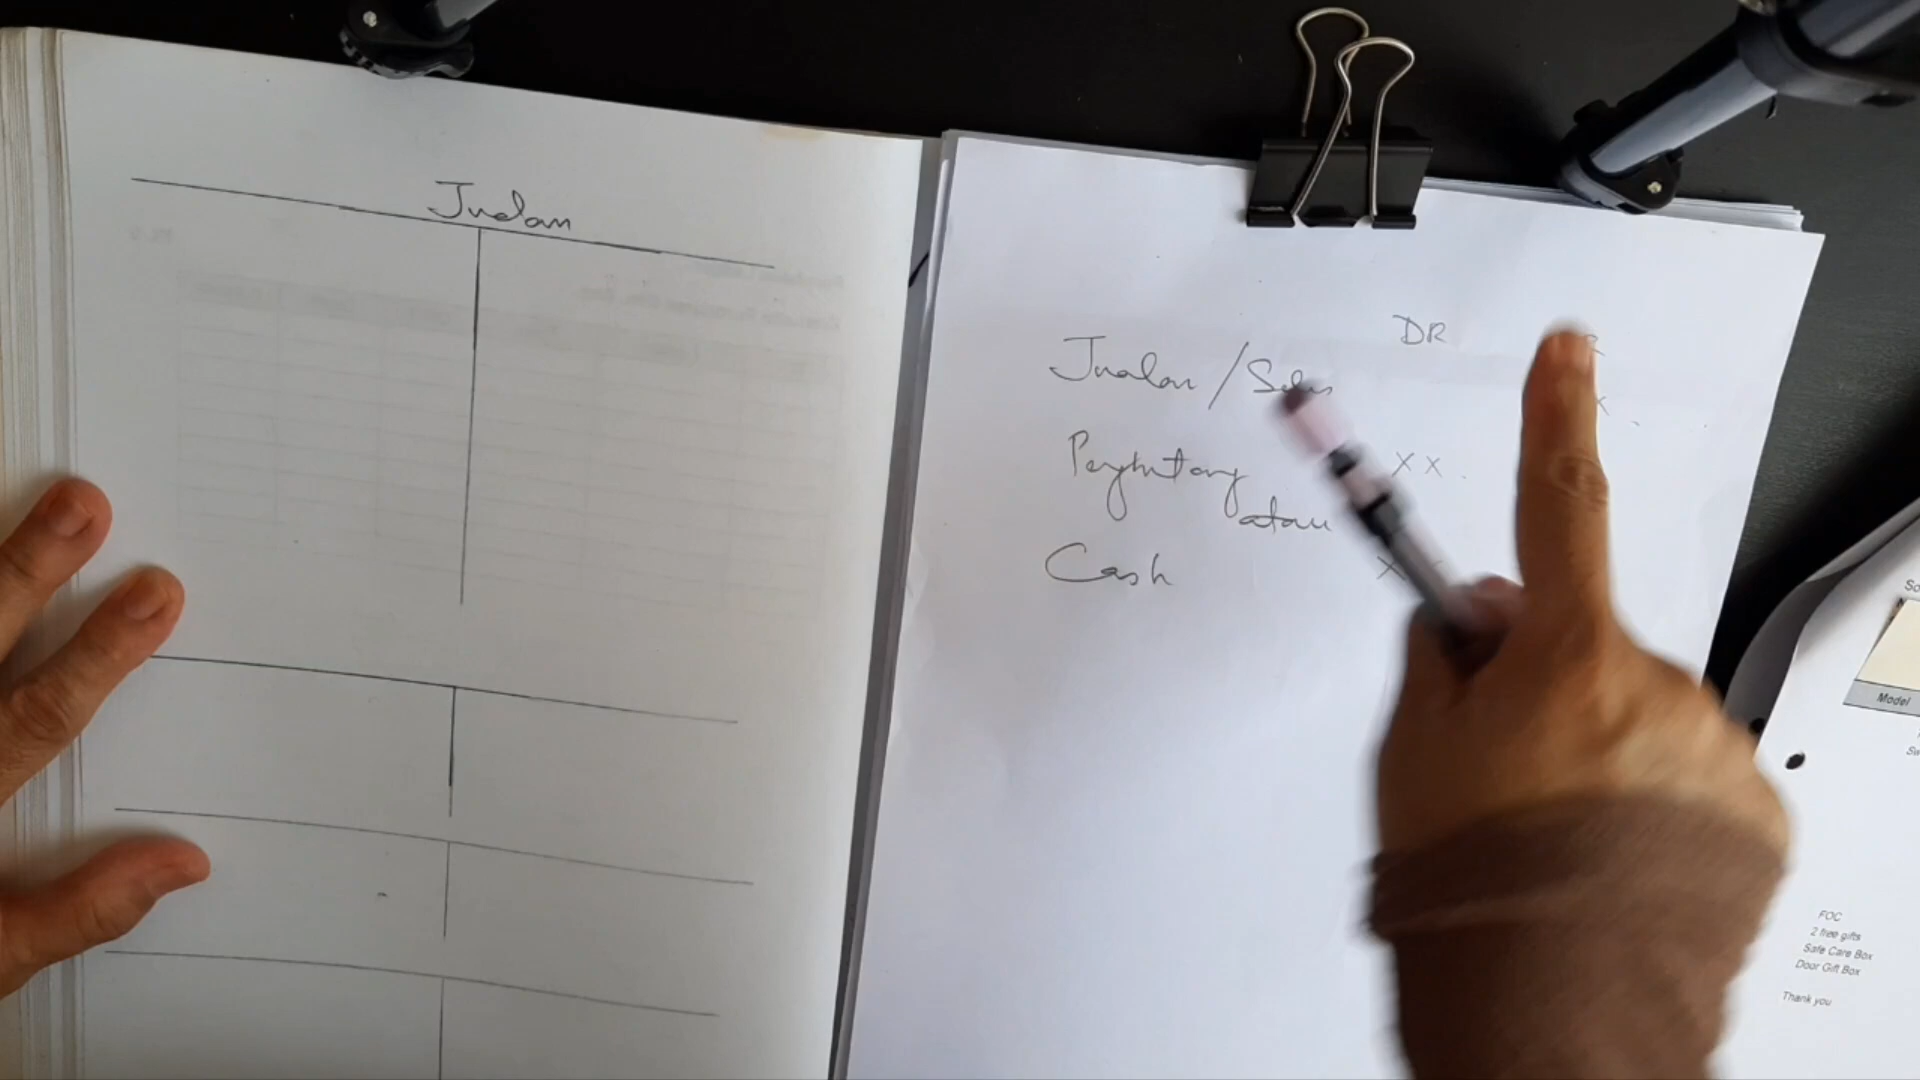 Jualan
DR
Jualan / Sales
x
Penghutang
xx
atau
Cash
x
Model
FOC
2 free gifts
Safe Care Box
Door Gift Box
Thank you